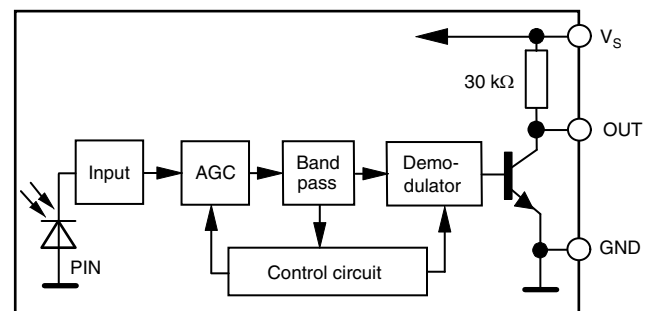 V_S
30 kΩ
OUT
Input
AGC
Band
pass
Demo-
dulator
PIN
Control circuit
GND